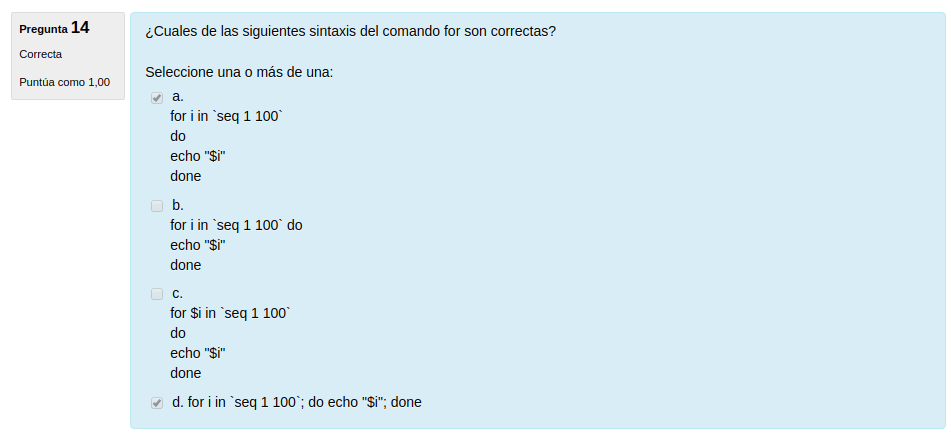 Pregunta 14
Correcta
Puntúa como 1,00
¿Cuales de las siguientes sintaxis del comando for son correctas?
Seleccione una o más de una:
a.
for i in `seq 1 100`
do
echo "$i"
done
b.
for i in `seq 1 100` do
echo "$i"
done
c.
for $i in `seq 1 100`
do
echo "$i"
done
d. for i in `seq 1 100`; do echo "$i"; done